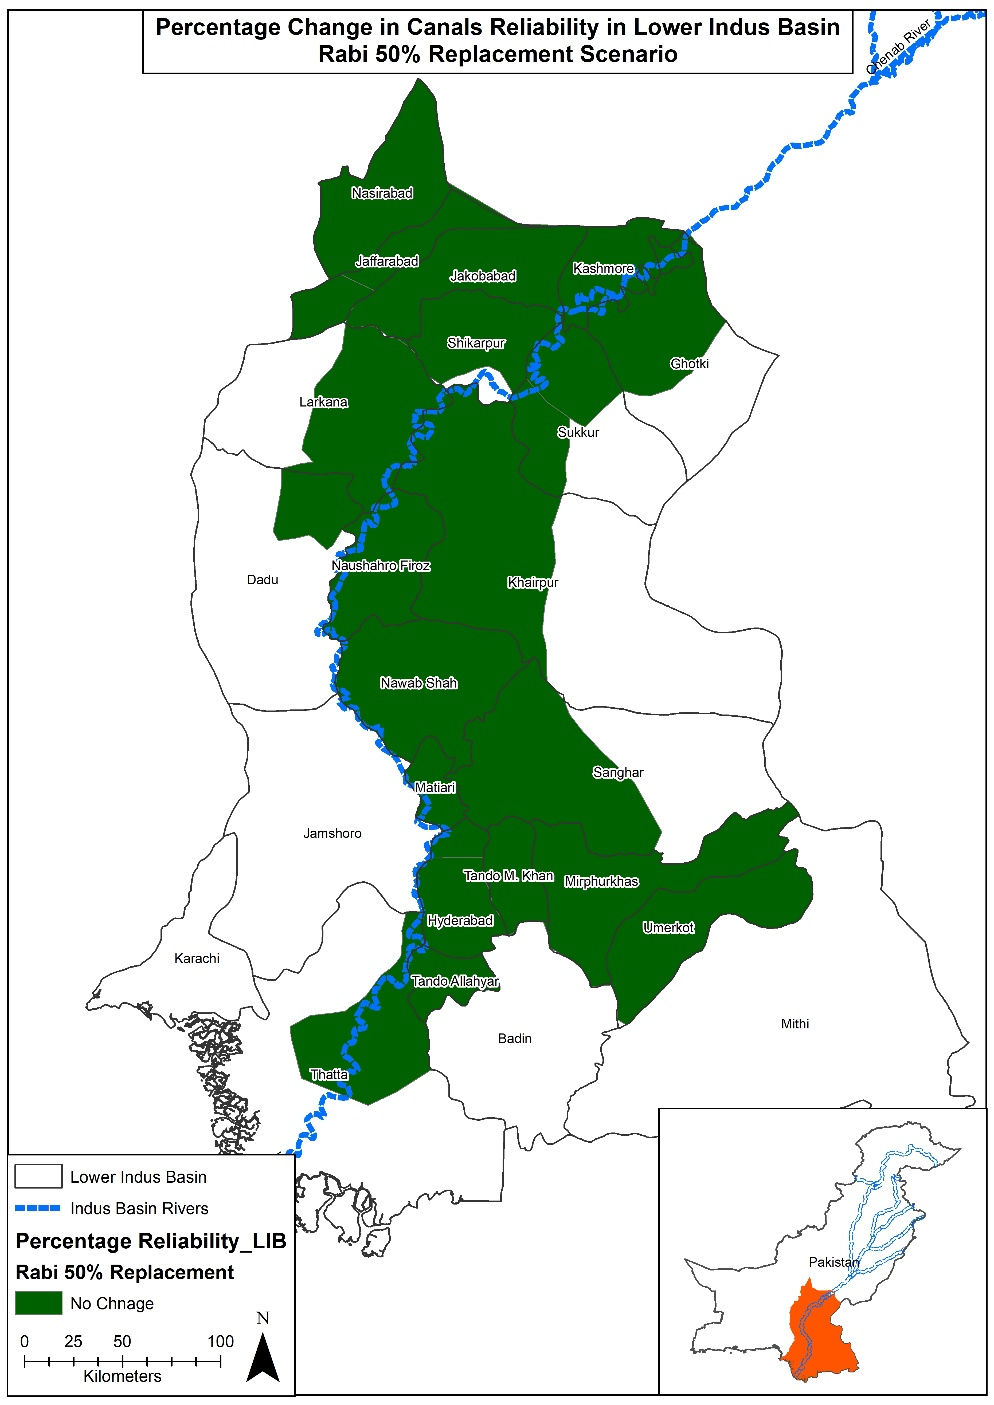 Percentage Change in Canals Reliability in Lower Indus Basin
Rabi 50% Replacement Scenario
Chenab River
Nasirabad
Jaffarabad
Jakobabad
Kashmore
Shikarpur
Ghotki
Larkana
Sukkur
Naushahro Firoz
Dadu
Khairpur
Nawab Shah
Sanghar
Matiari
Jamshoro
Tando M. Khan
Mirphurkhas
Hyderabad
Umerkot
Karachi
Tando Allahyar
Mithi
Badin
Thatta
Lower Indus Basin
Indus Basin Rivers
Percentage Reliability_LIB
Rabi 50% Replacement
No Chnage
N
0 25 50 100
Kilometers
Pakistan